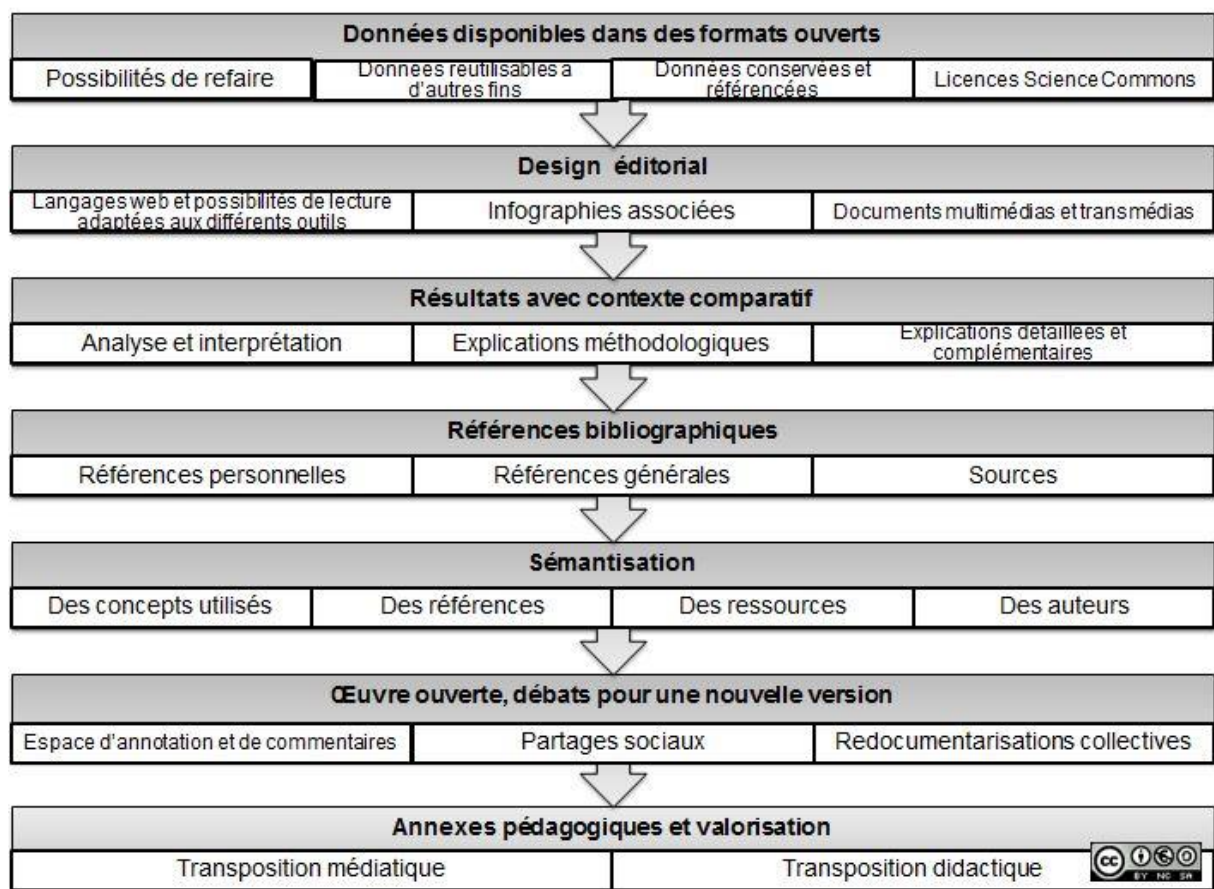 Données disponibles dans des formats ouverts
Possibilités de refaire
Données réutilisables à
d'autres fins
Données conservées et
référencées
Licences Science Commons
Design éditorial
Langages web et possibilités de lecture
adaptées aux différents outils
Infographies associées
Documents multimédias et transmédias
Résultats avec contexte comparatif
Analyse et interprétation
Explications méthodologiques
Explications détaillées et
complémentaires
Références bibliographiques
Références personnelles
Références générales
Sources
Sémantisation
Des concepts utilisés
Des références
Des ressources
Des auteurs
Œuvre ouverte, débats pour une nouvelle version
Espace d'annotation et de commentaires
Partages sociaux
Redocumentarisations collectives
Annexes pédagogiques et valorisation
Transposition médiatique
Transposition didactique
cc
BY NC SA